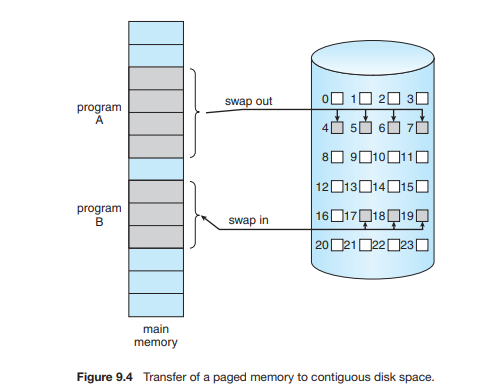 program
A
swap out
0 1 2 3
4 5 6 7
8 9 10 11
12 13 14 15
program
B
swap in
16 17 18 19
20 21 22 23
main
memory
Figure 9.4 Transfer of a paged memory to contiguous disk space.